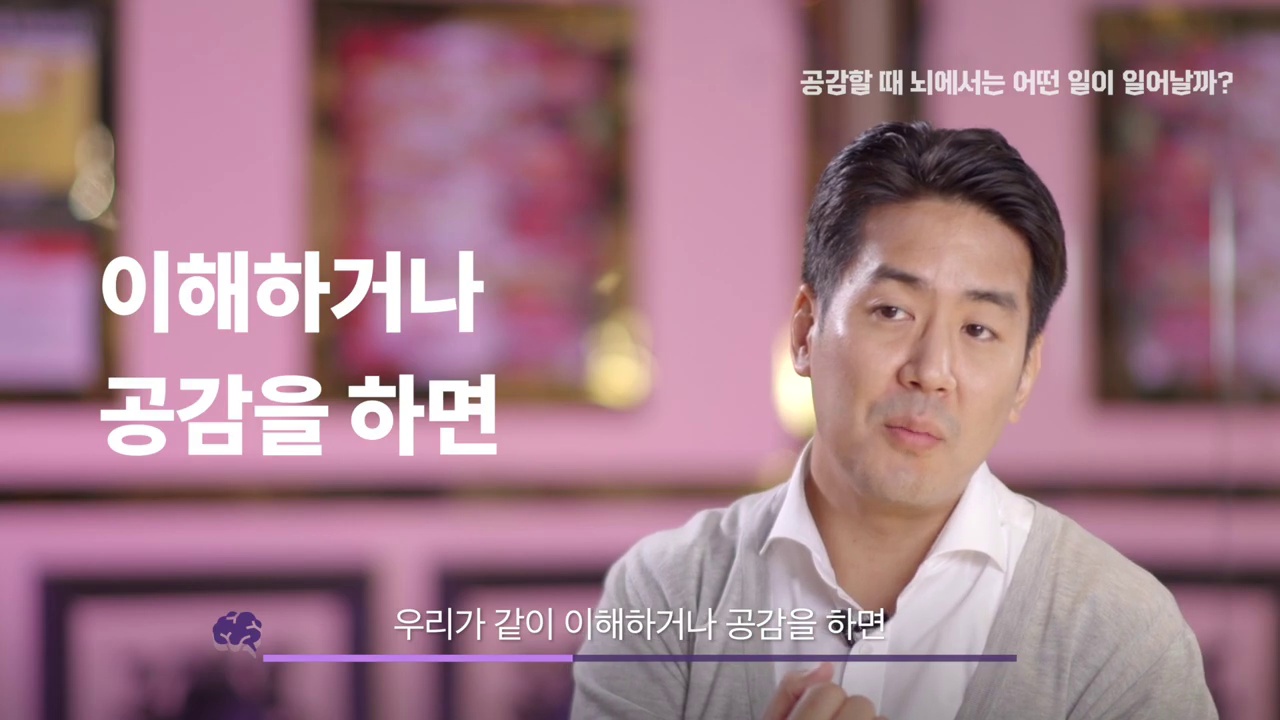 공감할 때 뇌에서는 어떤 일이 일어날까?
이해하거나
공감을 하면
우리가 같이 이해하거나 공감을 하면